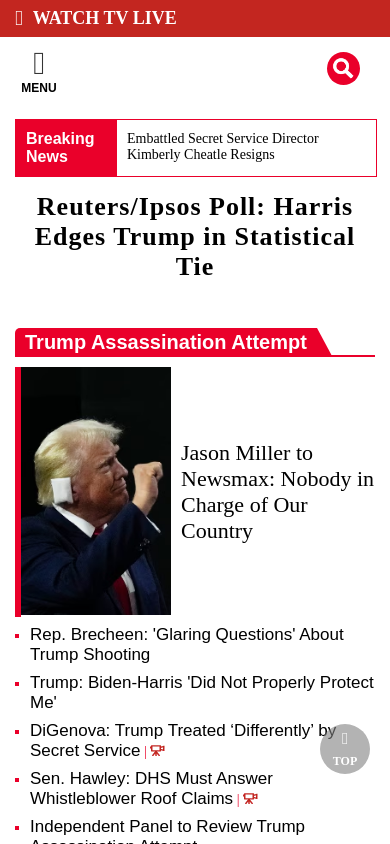 WATCH TV LIVE
MENU
Breaking
News
Embattled Secret Service Director
Kimberly Cheatle Resigns
Reuters/Ipsos Poll: Harris
Edges Trump in Statistical
Tie
Trump Assassination Attempt
Jason Miller to
Newsmax: Nobody in
Charge of Our
Country
Rep. Brecheen: 'Glaring Questions' About
Trump Shooting
Trump: Biden-Harris 'Did Not Properly Protect
Me'
DiGenova: Trump Treated ‘Differently’ by
Secret Service |
TOP
Sen. Hawley: DHS Must Answer
Whistleblower Roof Claims |
Independent Panel to Review Trump
Assassination Attempt